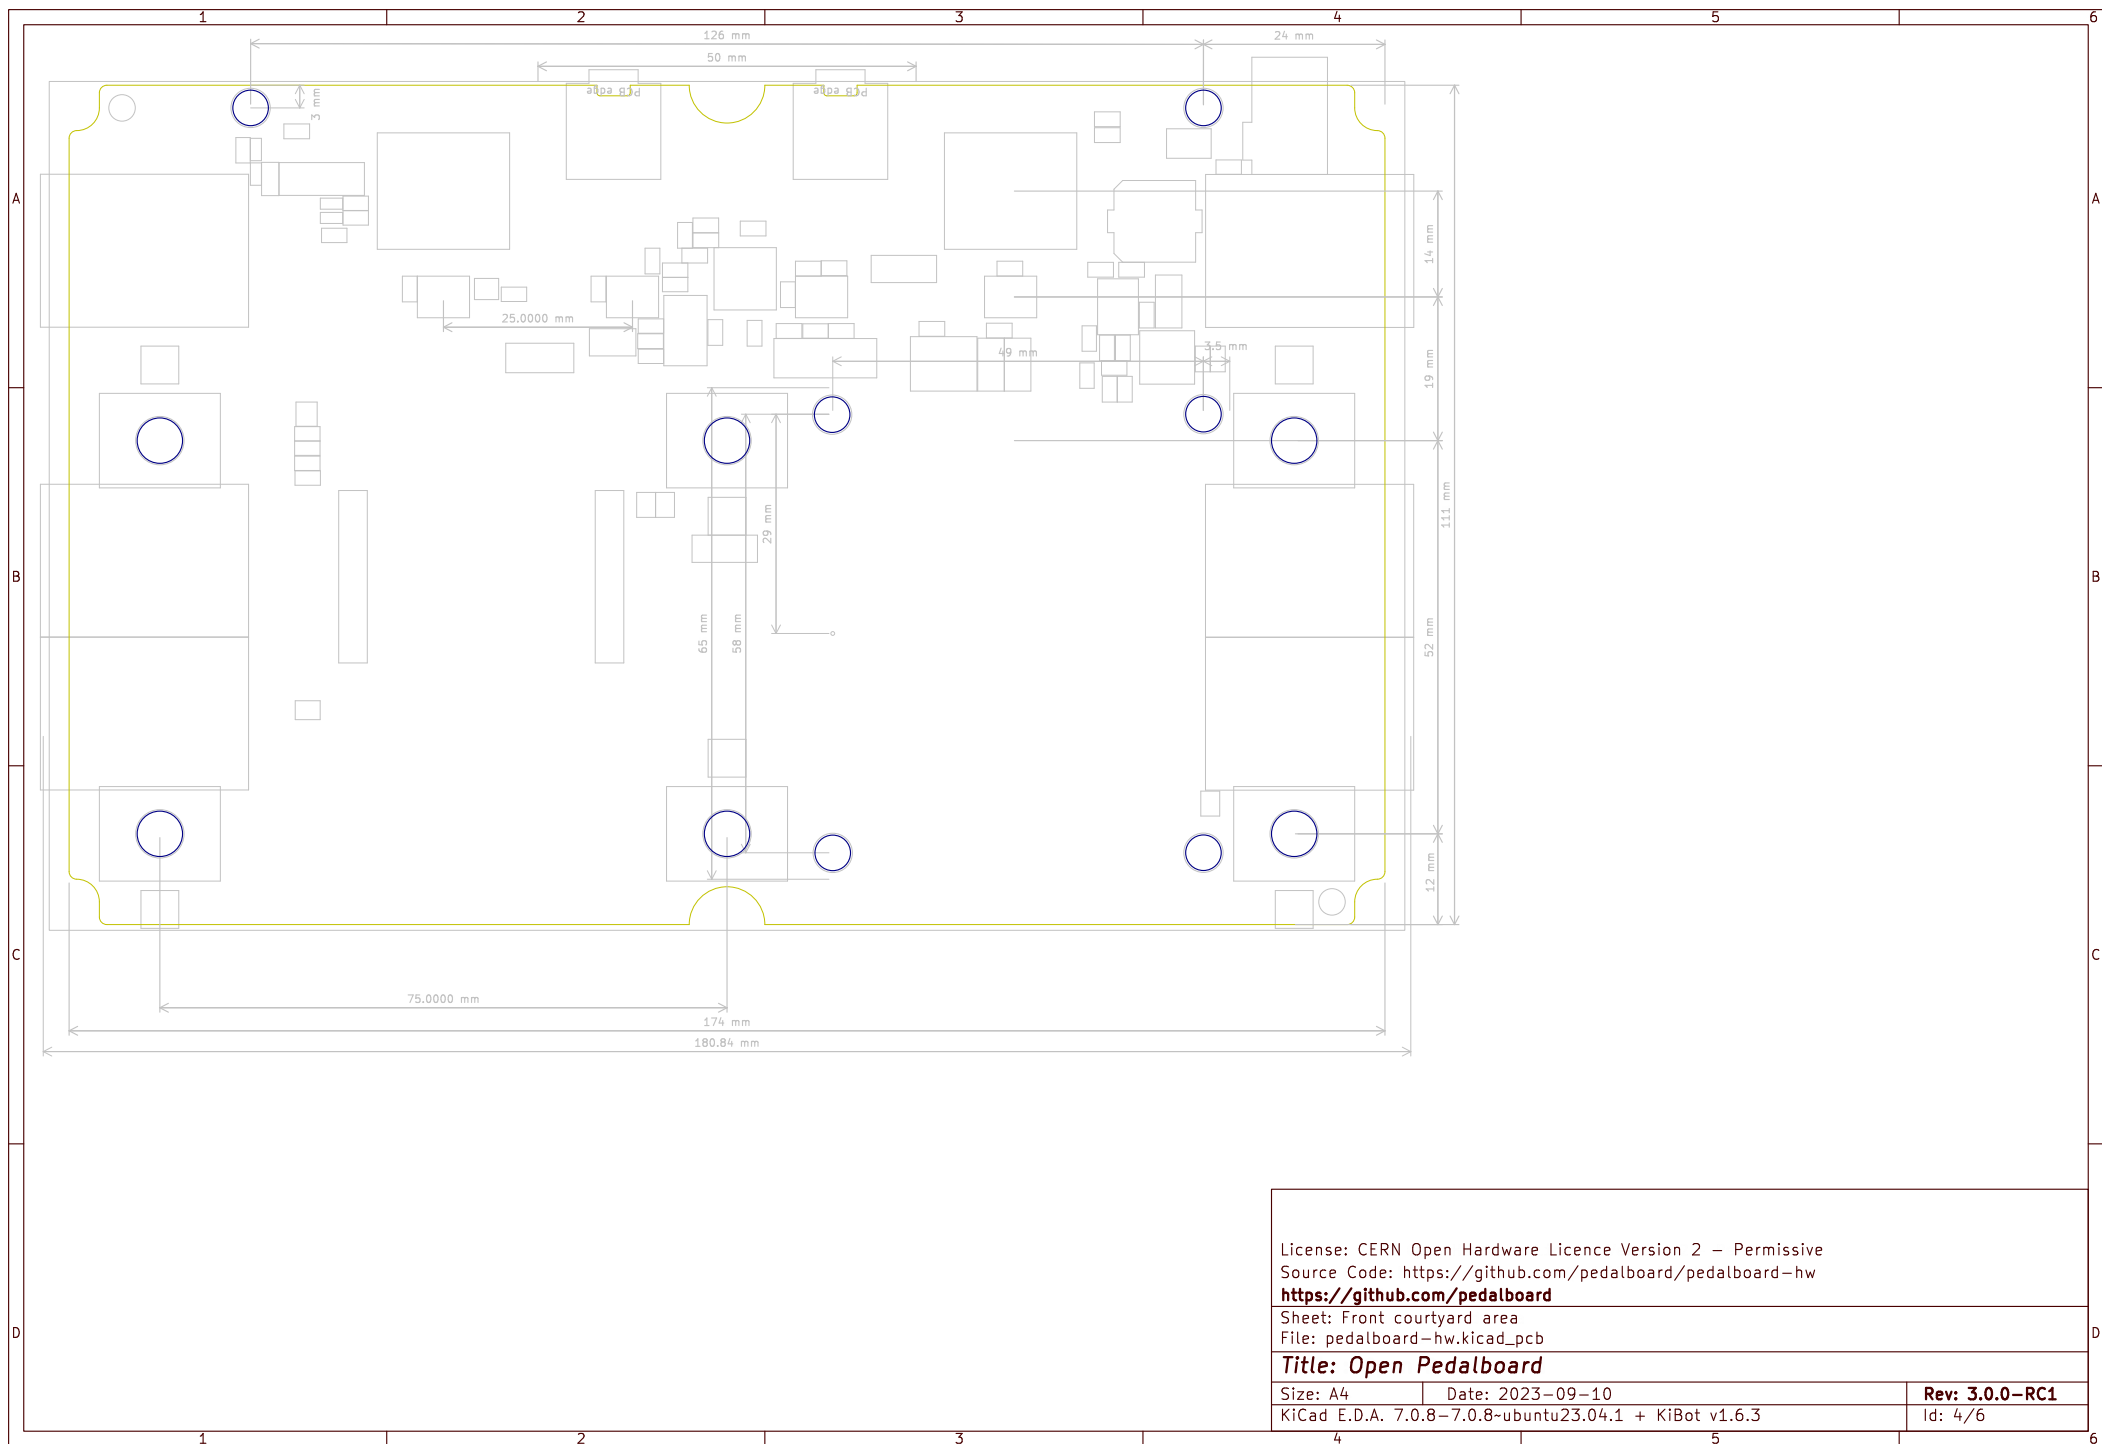 1 2 3 4 5 6
126 mm
24 mm
50 mm
PCB edge
PCB edge
3 mm
A
A
14 mm
25.0000 mm
3.5 mm
49 mm
19 mm
111 mm
29 mm
B
B
65 mm
58 mm
52 mm
12 mm
C
C
75.0000 mm
174 mm
180.84 mm
License: CERN Open Hardware Licence Version 2 – Permissive
Source Code: https://github.com/pedalboard/pedalboard-hw
https://github.com/pedalboard
Sheet: Front courtyard area
D
D
File: pedalboard-hw.kicad_pcb
Title: Open Pedalboard
Size: A4 Date: 2023-09-10 Rev: 3.0.0-RC1
KiCad E.D.A. 7.0.8-7.0.8~ubuntu23.04.1 + KiBot v1.6.3 Id: 4/6
1 2 3 4 5 6